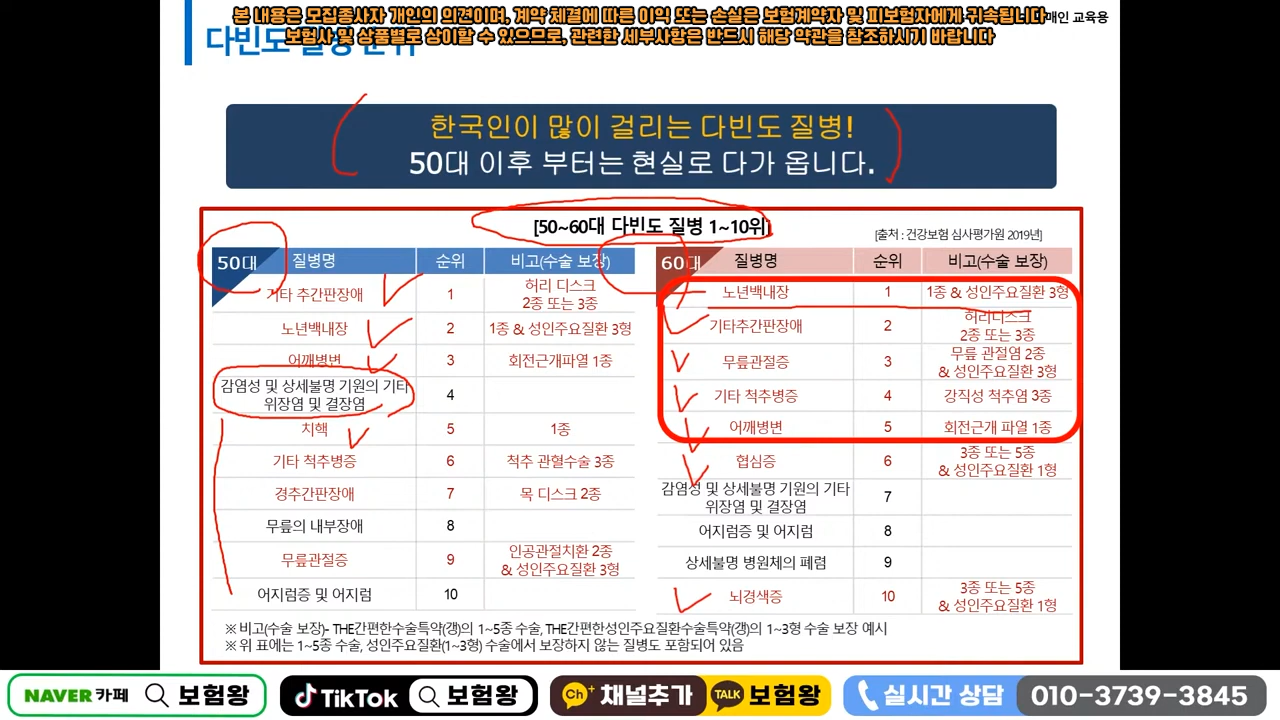 본 내용은 모집종사자 개인의 의견이며, 계약 체결에 따른 이익 또는 손실은 보험계약자 및 피보험자에게 귀속됩니다
매인 교육용
보험사 및 상품별로 상이할 수 있으므로, 관련한 세부사항은 반드시 해당 약관을 참조하시기 바랍니다
다빈도 질병 순위
한국인이 많이 걸리는 다빈도 질병!
50대 이후 부터는 현실로 다가 옵니다.
[50~60대 다빈도 질병 1~10위]
[출처 : 건강보험 심사평가원 2019년]
50대 질병명 순위 비고(수술 보장)
기타 추간판장애 1 허리 디스크
2종 또는 3종
노년백내장 2 1종 & 성인주요질환 3형
어깨병변 3 회전근개파열 1종
감염성 및 상세불명 기원의 기타
위장염 및 결장염 4
치핵 5 1종
기타 척추병증 6 척추 관혈수술 3종
경추간판장애 7 목 디스크 2종
무릎의 내부장애 8
무릎관절증 9 인공관절치환 2종
& 성인주요질환 3형
어지럼증 및 어지럼 10
60대 질병명 순위 비고(수술 보장)
노년백내장 1 1종 & 성인주요질환 3형
기타추간판장애 2 허리디스크
2종 또는 3종
무릎관절증 3 무릎 관절염 2종
& 성인주요질환 3형
기타 척추병증 4 강직성 척추염 3종
어깨병변 5 회전근개 파열 1종
협심증 6 3종 또는 5종
& 성인주요질환 1형
감염성 및 상세불명 기원의 기타
위장염 및 결장염 7
어지럼증 및 어지럼 8
상세불명 병원체의 폐렴 9
뇌경색증 10 3종 또는 5종
& 성인주요질환 1형
※ 비고(수술 보장)- THE간편한수술특약(갱)의 1~5종 수술, THE간편한성인주요질환수술특약(갱)의 1~3형 수술 보장 예시
※ 위 표에는 1~5종 수술, 성인주요질환(1~3형) 수술에서 보장하지 않는 질병도 포함되어 있음
NAVER 카페 보험왕
TikTok 보험왕
Ch+ 채널추가 TALK 보험왕
실시간 상담 010-3739-3845